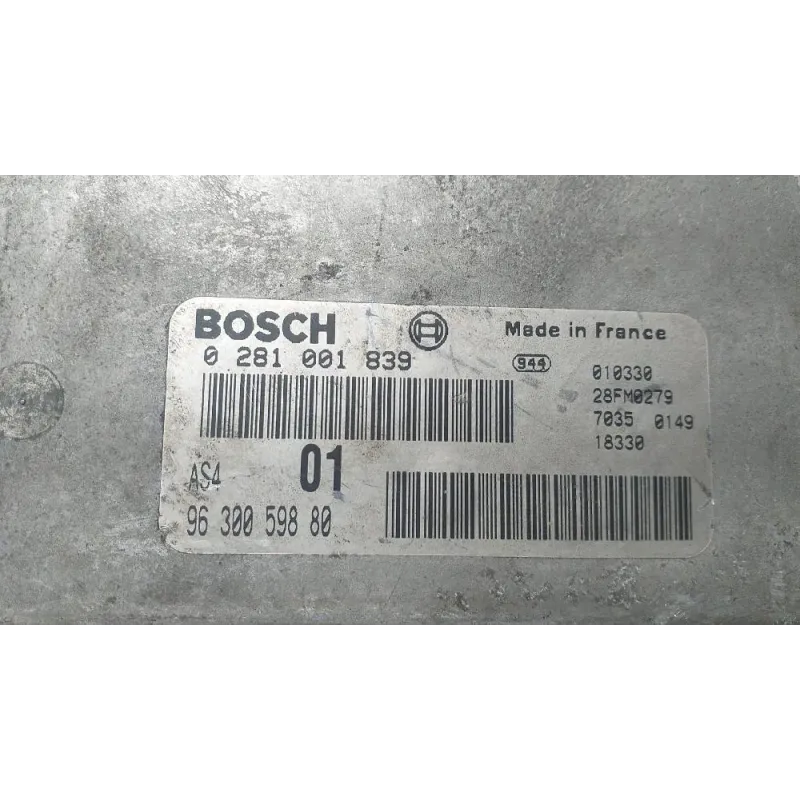 BOSCH Made in France
0 281 001 839 944 010330
28FM0279
7035 0149
18330
AS4 01
96 300 598 80